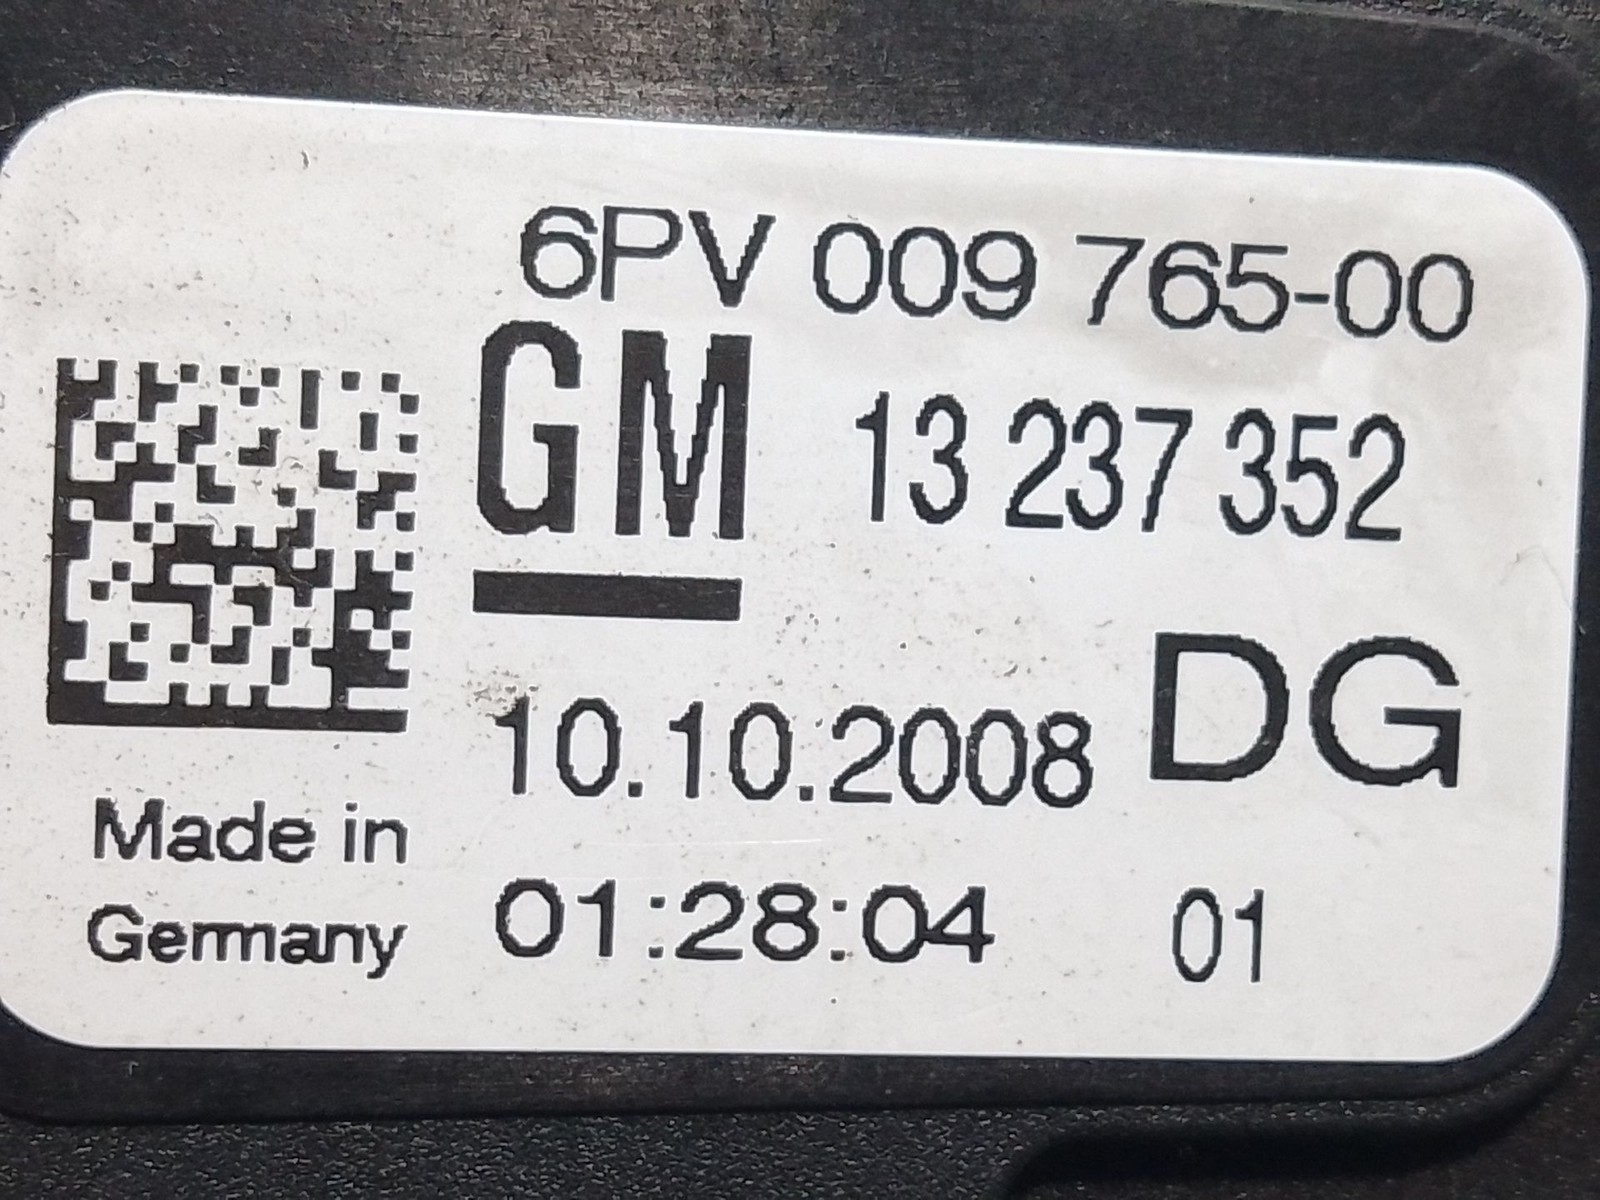 6PV 009 765-00
GM 13 237 352
10.10.2008 DG
Made in
Germany
01:28:04 01